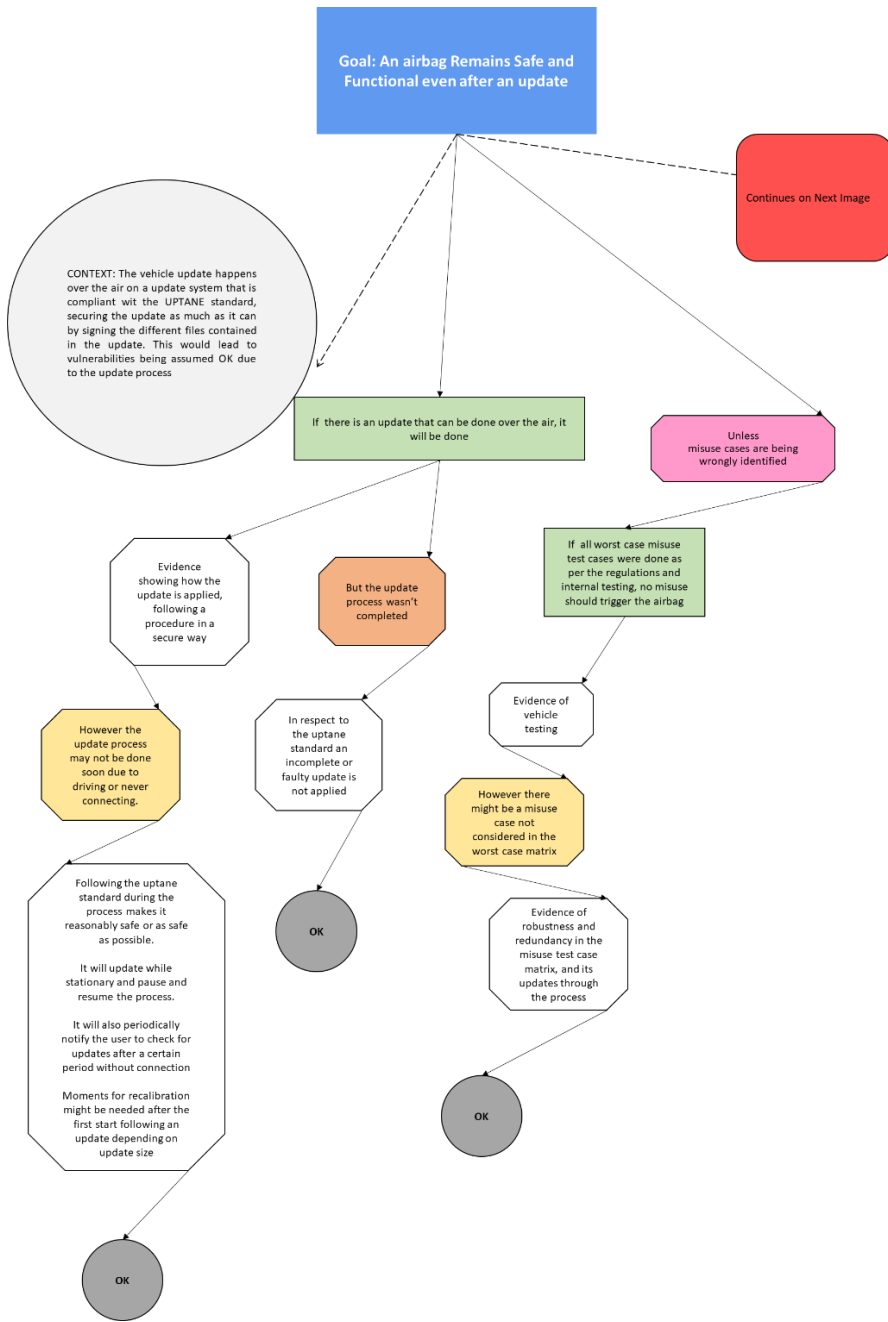 Goal: An airbag Remains Safe and
Functional even after an update
Continues on Next Image
CONTEXT: The vehicle update happens
over the air on a update system that is
compliant wit the UPTANE standard,
securing the update as much as it can
by signing the different files contained
in the update. This would lead to
vulnerabilities being assumed OK due
to the update process
If there is an update that can be done over the air, it
will be done
Unless
misuse cases are being
wrongly identified
Evidence
showing how the
update is applied,
following a
procedure in a
secure way
But the update
process wasn't
completed
If all worst case misuse
test cases were done as
per the regulations and
internal testing, no misuse
should trigger the airbag
However the
update process
may not be done
soon due to
driving or never
connecting.
In respect to
the uptane
standard an
incomplete or
faulty update is
not applied
Evidence of
vehicle
testing
However there
might be a misuse
case not
considered in the
worst case matrix
Following the uptane
standard during the
process makes it
reasonably safe or as safe
as possible.
It will update while
stationary and pause and
resume the process.
It will also periodically
notify the user to check for
updates after a certain
period without connection
Moments for recalibration
might be needed after the
first start following an
update depending on
update size
OK
Evidence of
robustness and
redundancy in the
misuse test case
matrix, and its
updates through
the process
OK
OK